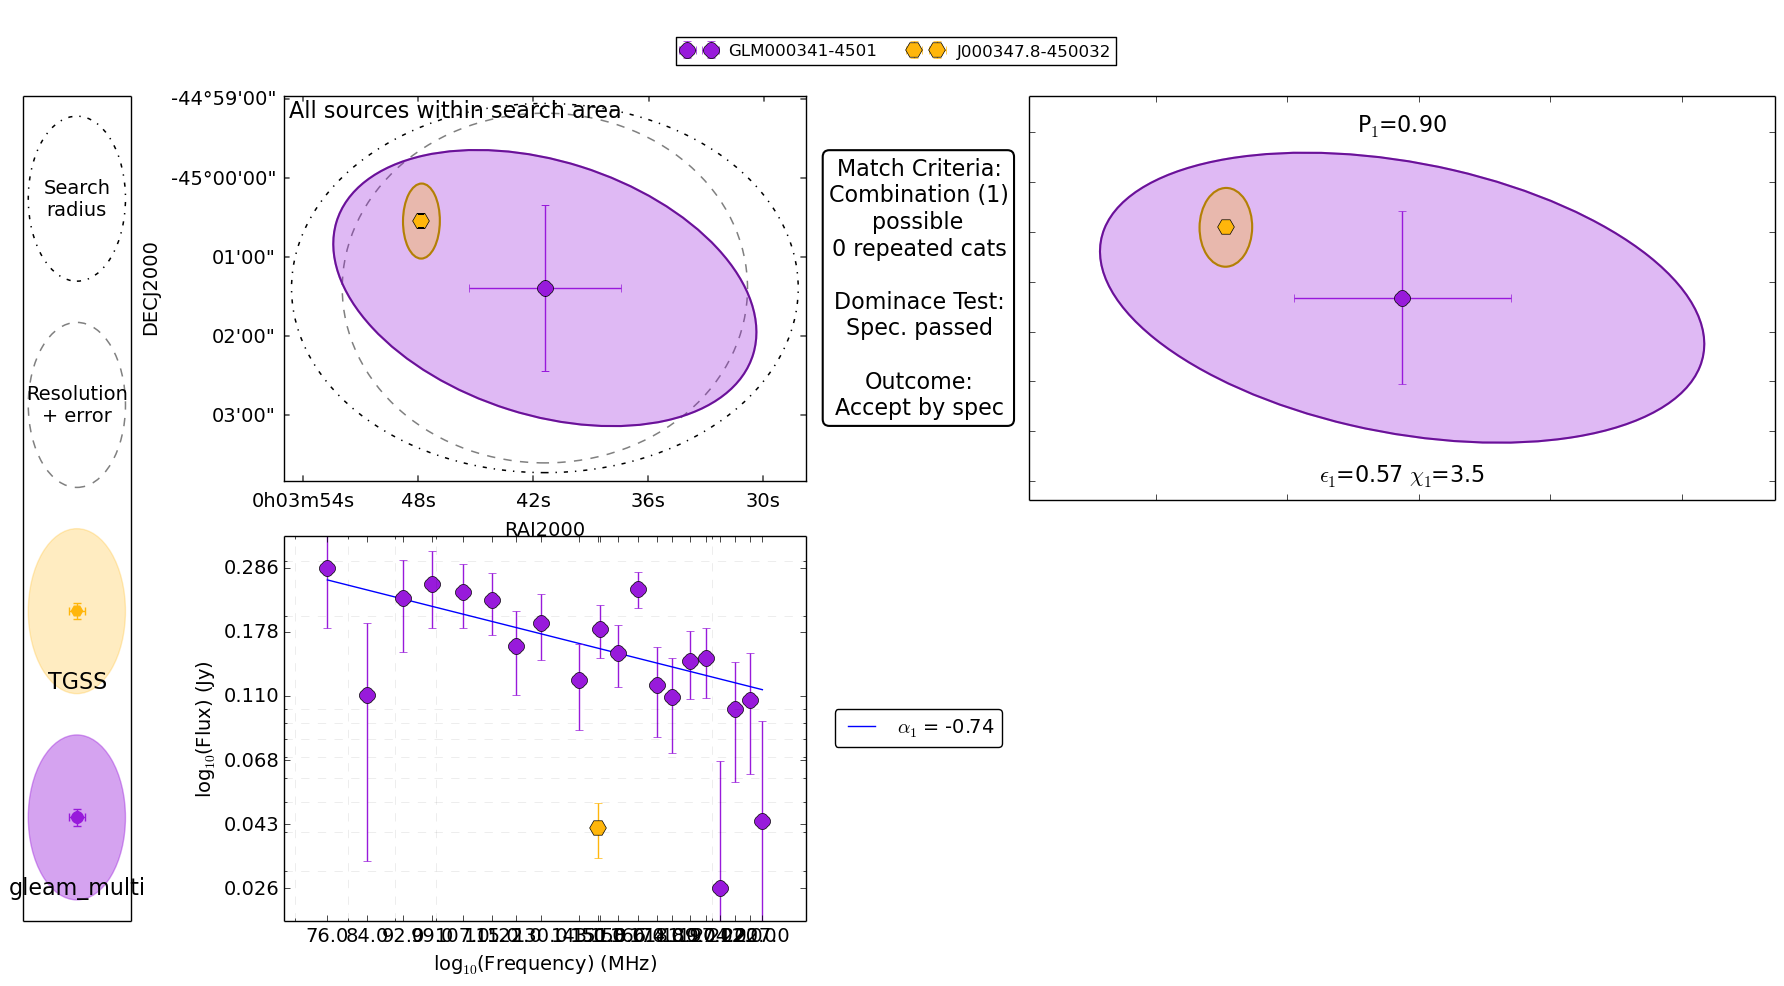 GLM000341-4501
J000347.8-450032
Search
radius
Resolution
+ error
TGSS
gleam_multi
All sources within search area
-44°59'00"
-45°00'00"
01'00"
02'00"
03'00"
DECJ2000
0h03m54s
48s
42s
36s
30s
RAJ2000
Match Criteria:
Combination (1)
possible
0 repeated cats
Dominace Test:
Spec. passed
Outcome:
Accept by spec
P1=0.90
ϵ1=0.57 χ1=3.5
0.286
0.178
0.110
0.068
0.043
0.026
log10(Flux) (Jy)
76.0
84.0
92.0
99.0
log10(Frequency) (MHz)
α1 = -0.74